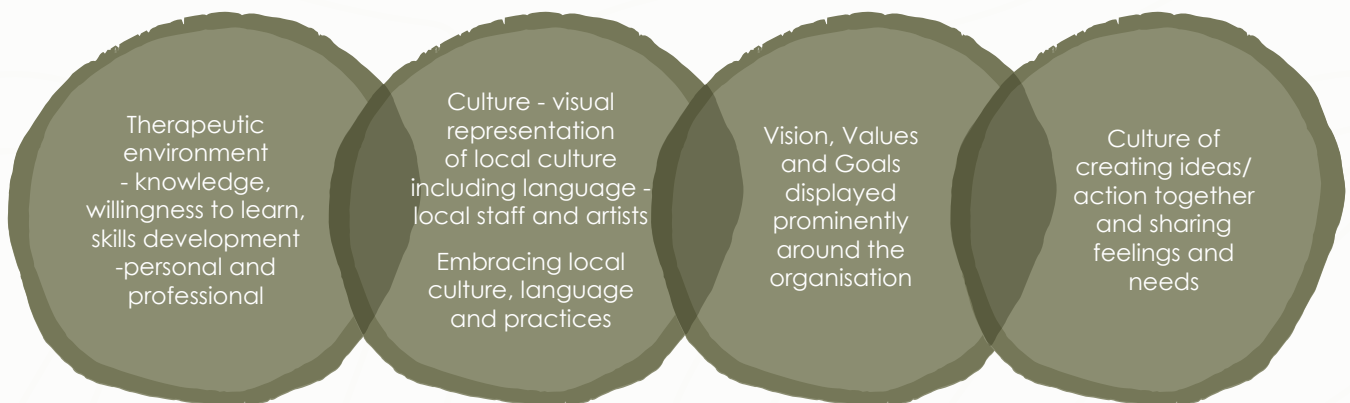 Therapeutic
environment
- knowledge,
willingness to learn,
skills development
-personal and
professional
Culture - visual
representation
of local culture
including language -
local staff and artists
Embracing local
culture, language
and practices
Vision, Values
and Goals
displayed
prominently
around the
organisation
Culture of
creating ideas/
action together
and sharing
feelings and
needs